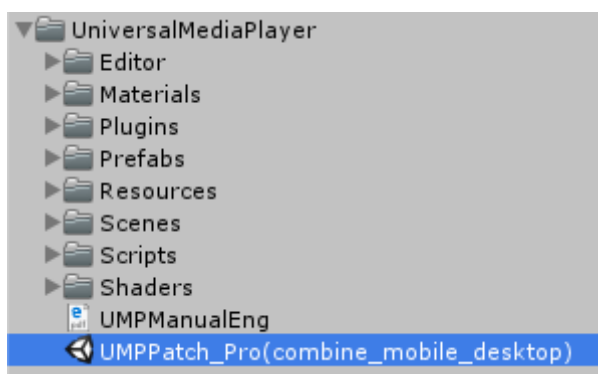 UniversalMediaPlayer
Editor
Materials
Plugins
Prefabs
Resources
Scenes
Scripts
Shaders
UMPManualEng
UMPPatch_Pro(combine_mobile_desktop)